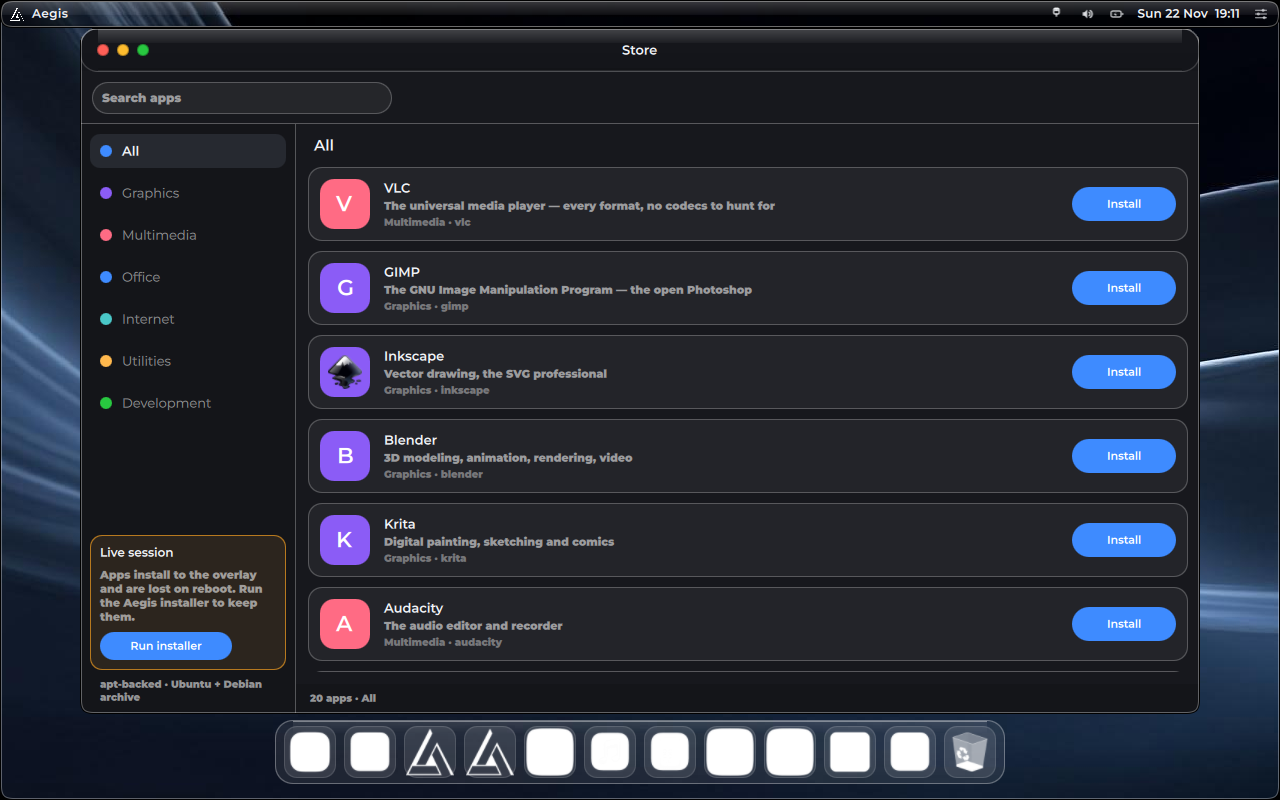 Aegis
Sun 22 Nov 19:11
Store
Search apps
All
Graphics
Multimedia
Office
Internet
Utilities
Development
Live session
Apps install to the overlay
and are lost on reboot. Run
the Aegis installer to keep
them.
Run installer
apt-backed • Ubuntu + Debian
archive
All
V
VLC
The universal media player — every format, no codecs to hunt for
Multimedia • vlc
Install
G
GIMP
The GNU Image Manipulation Program — the open Photoshop
Graphics • gimp
Install
Inkscape
Vector drawing, the SVG professional
Graphics • inkscape
Install
B
Blender
3D modeling, animation, rendering, video
Graphics • blender
Install
K
Krita
Digital painting, sketching and comics
Graphics • krita
Install
A
Audacity
The audio editor and recorder
Multimedia • audacity
Install
20 apps • All